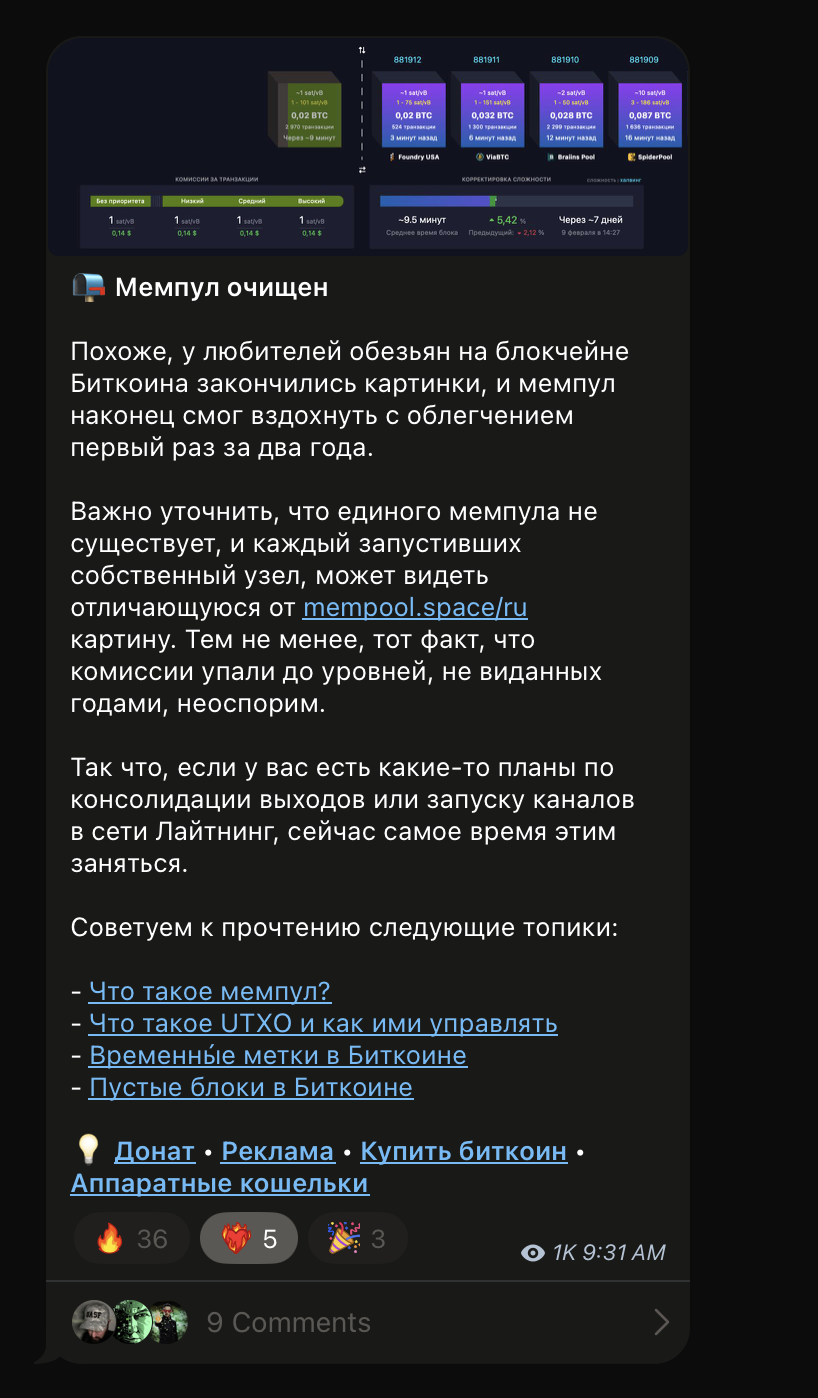 881912 881911 881910 881909
~1 sat/vB ~1 sat/vB ~1 sat/vB ~2 sat/vB ~10 sat/vB
1 - 101 sat/vB 1 - 75 sat/vB 1 - 151 sat/vB 1 - 50 sat/vB 3 - 186 sat/vB
0,02 BTC 0,02 BTC 0,032 BTC 0,028 BTC 0,087 BTC
3 970 транзакции 524 транзакции 1 300 транзакции 2 299 транзакции 1 636 транзакции
Через ~9 минут 3 минут назад 6 минут назад 12 минут назад 16 минут назад
Foundry USA ViaBTC Braiins Pool SpiderPool
КОМИССИИ ЗА ТРАНЗАКЦИИ КОРРЕКТИРОВКА СЛОЖНОСТИ сложность | халвинг
Без приоритета Низкий Средний Высокий
1 sat/vB 1 sat/vB 1 sat/vB 1 sat/vB
0,14 $ 0,14 $ 0,14 $ 0,14 $
~9.5 минут 5,42 % Через ~7 дней
Среднее время блока Предыдущий: 2,12 % 9 февраля в 14:27
Мемпул очищен
Похоже, у любителей обезьян на блокчейне
Биткоина закончились картинки, и мемпул
наконец смог вздохнуть с облегчением
первый раз за два года.
Важно уточнить, что единого мемпула не
существует, и каждый запустивших
собственный узел, может видеть
отличающуюся от mempool.space/ru
картину. Тем не менее, тот факт, что
комиссии упали до уровней, не виданных
годами, неоспорим.
Так что, если у вас есть какие-то планы по
консолидации выходов или запуску каналов
в сети Лайтнинг, сейчас самое время этим
заняться.
Советуем к прочтению следующие топики:
- Что такое мемпул?
- Что такое UTXO и как ими управлять
- Временны́е метки в Биткоине
- Пустые блоки в Биткоине
Донат • Реклама • Купить биткоин •
Аппаратные кошельки
36 5 3
1K 9:31 AM
9 Comments